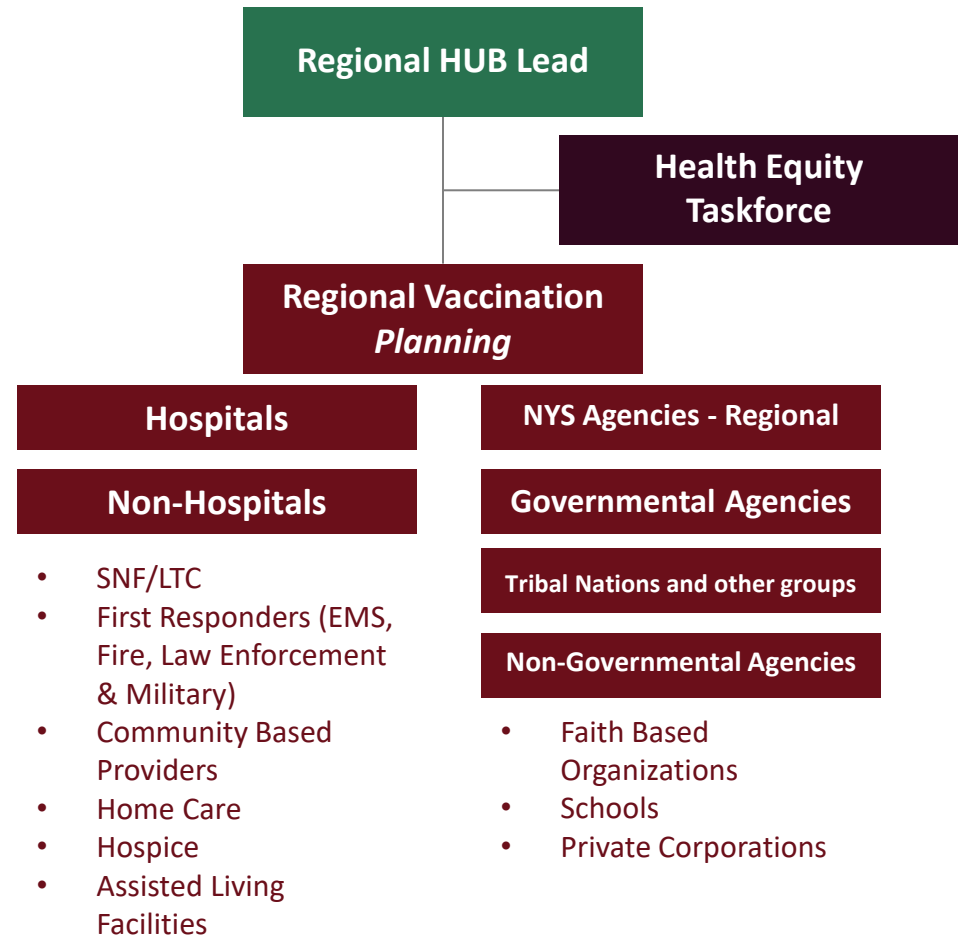 Regional HUB Lead
Health Equity
Taskforce
Regional Vaccination
Planning
Hospitals
Non-Hospitals
• SNF/LTC
• First Responders (EMS,
Fire, Law Enforcement
& Military)
• Community Based
Providers
• Home Care
• Hospice
• Assisted Living
Facilities
NYS Agencies - Regional
Governmental Agencies
Tribal Nations and other groups
Non-Governmental Agencies
• Faith Based
Organizations
• Schools
• Private Corporations